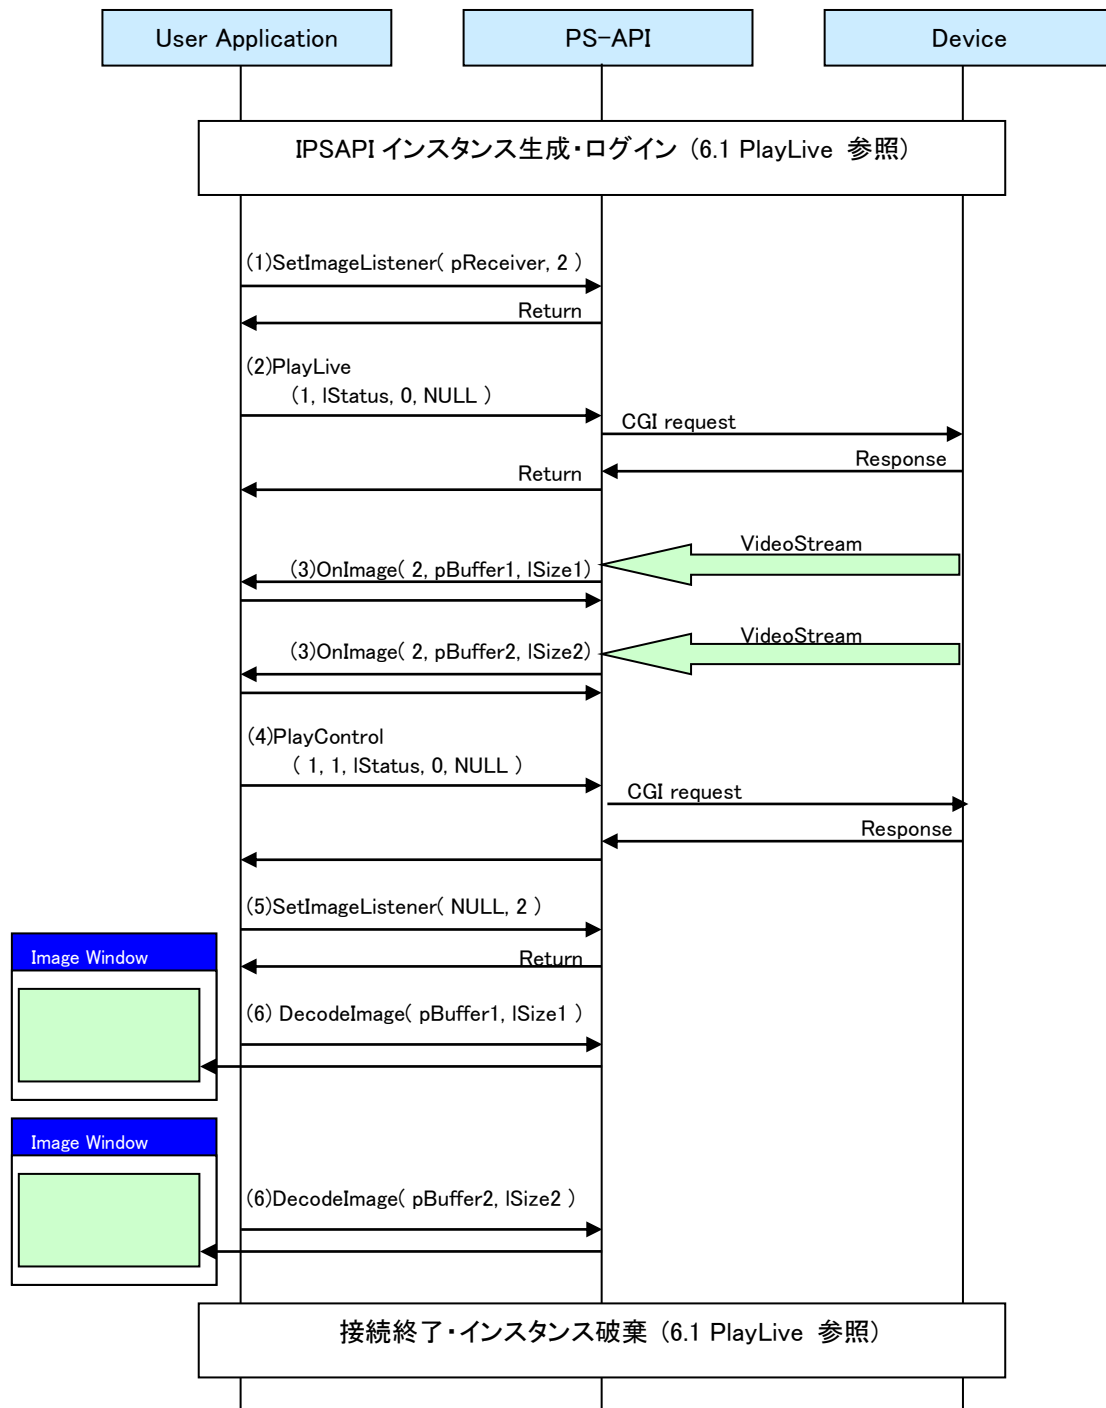 User Application
PS-API
Device
IPSAPI インスタンス生成・ログイン (6.1 PlayLive 参照)
(1)SetImageListener( pReceiver, 2 )
Return
(2)PlayLive
(1, lStatus, 0, NULL )
CGI request
Response
Return
VideoStream
(3)OnImage( 2, pBuffer1, lSize1)
VideoStream
(3)OnImage( 2, pBuffer2, lSize2)
(4)PlayControl
( 1, 1, lStatus, 0, NULL )
CGI request
Response
(5)SetImageListener( NULL, 2 )
Image Window
Return
(6) DecodeImage( pBuffer1, lSize1 )
Image Window
(6)DecodeImage( pBuffer2, lSize2 )
接続終了・インスタンス破棄 (6.1 PlayLive 参照)